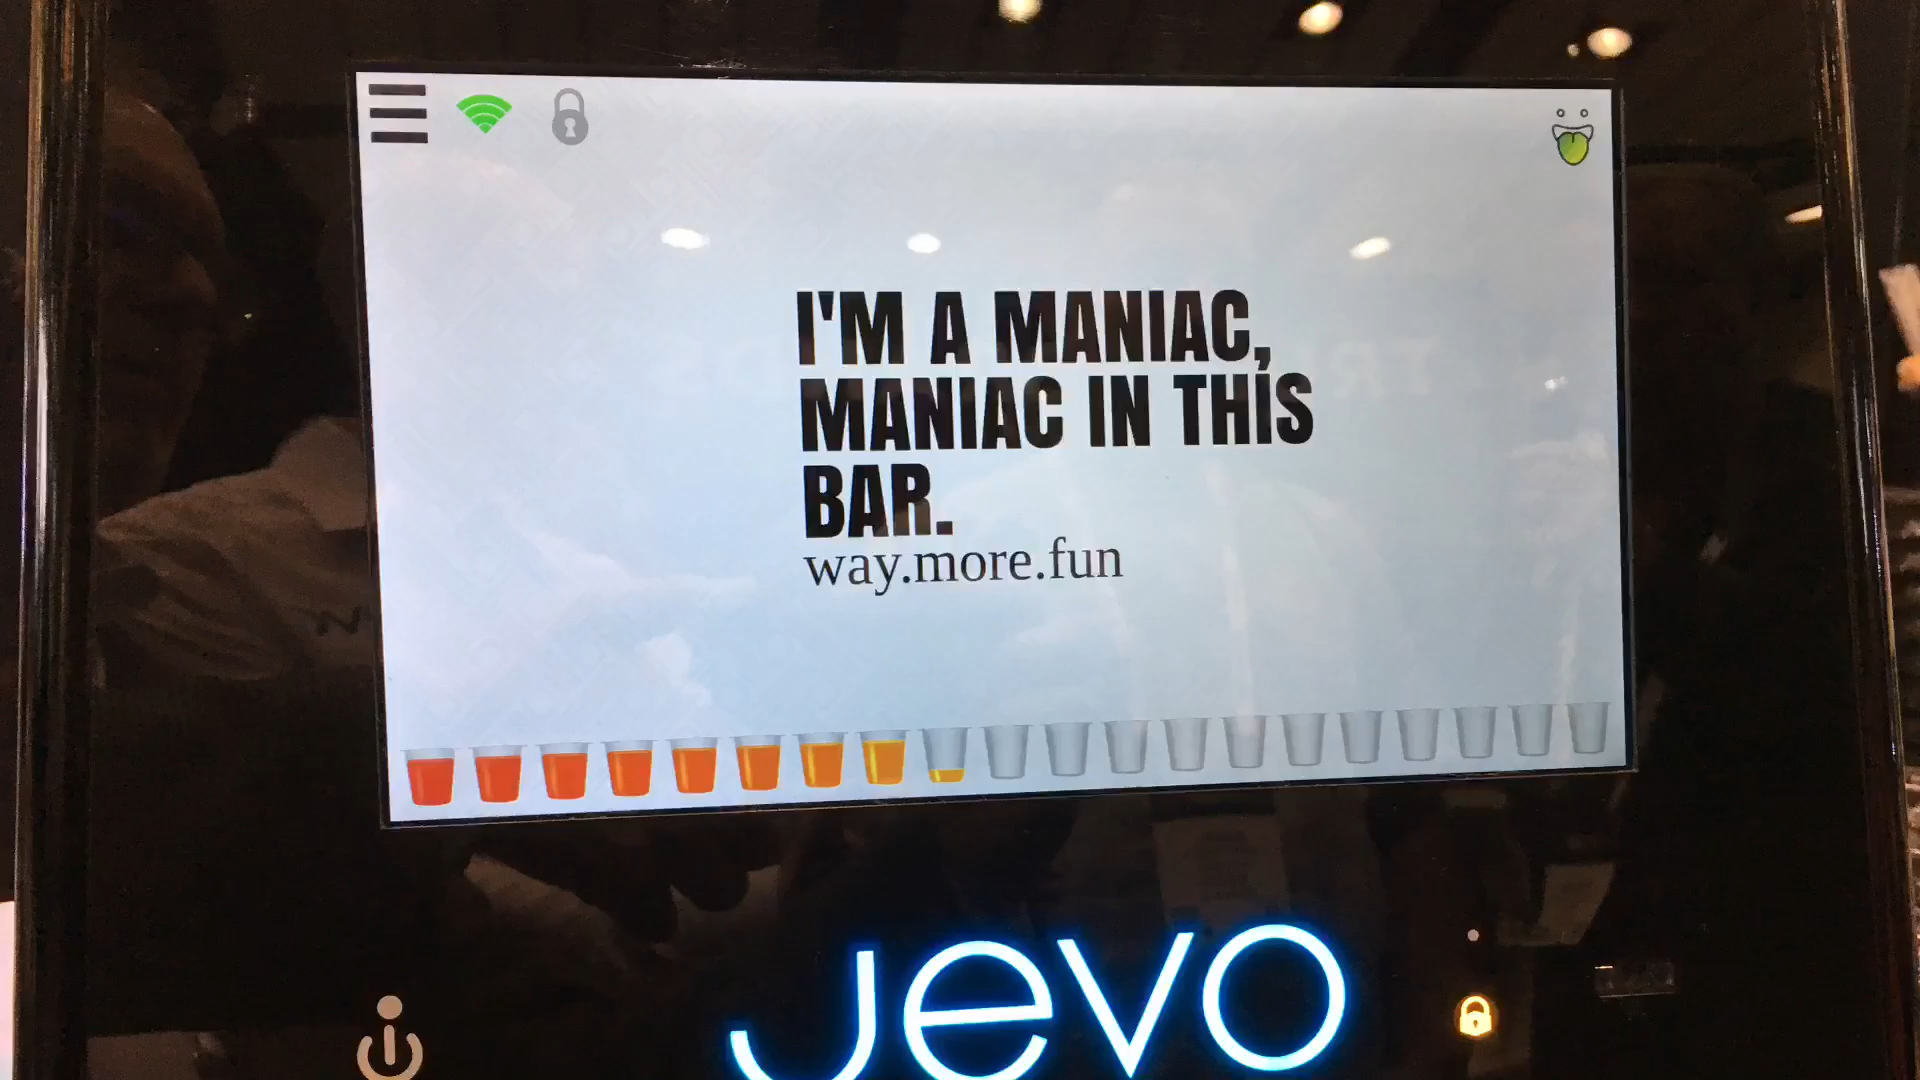 I'M A MANIAC,
MANIAC IN THIS
BAR.
way.more.fun
jevo